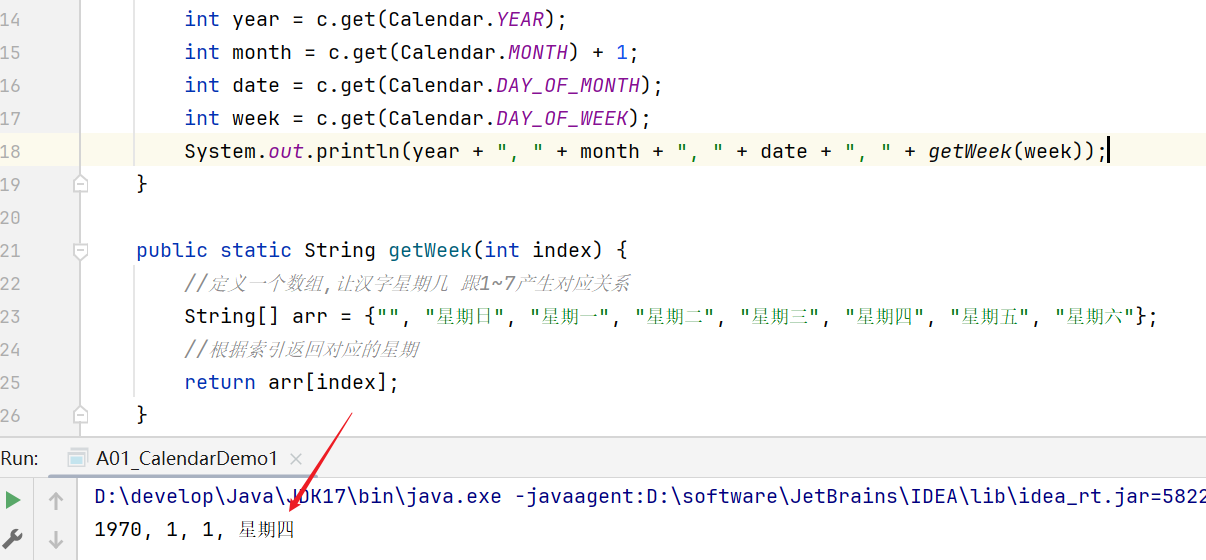 14 int year = c.get(Calendar.YEAR);
15 int month = c.get(Calendar.MONTH) + 1;
16 int date = c.get(Calendar.DAY_OF_MONTH);
17 int week = c.get(Calendar.DAY_OF_WEEK);
18 System.out.println(year + ", " + month + ", " + date + ", " + getWeek(week));
19 }
20
21 public static String getWeek(int index) {
22 //定义一个数组,让汉字星期几 跟1~7产生对应关系
23 String[] arr = {"", "星期日", "星期一", "星期二", "星期三", "星期四", "星期五", "星期六"};
24 //根据索引返回对应的星期
25 return arr[index];
26 }
Run: A01_CalendarDemo1 ×
D:\develop\Java\JDK17\bin\java.exe -javaagent:D:\software\JetBrains\IDEA\lib\idea_rt.jar=5822
1970, 1, 1, 星期四